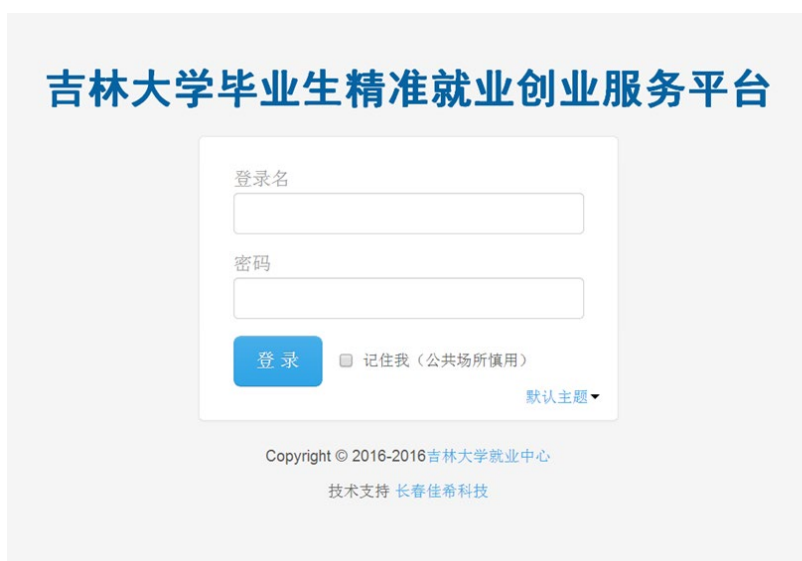 吉林大学毕业生精准就业创业服务平台
登录名
密码
登 录 记住我（公共场所慎用）
默认主题
Copyright © 2016-2016吉林大学就业中心
技术支持 长春佳希科技